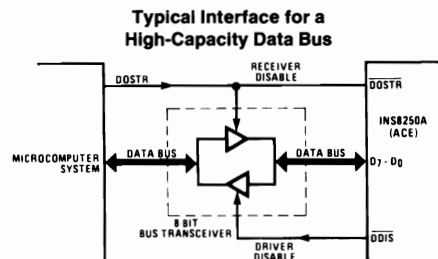 Typical Interface for a
High-Capacity Data Bus
RECEIVER
DISABLE
DOSTR
DOSTR
INS8250A
(ACE)
DATA BUS
DATA BUS
MICROCOMPUTER
SYSTEM
D7 - D0
8 BIT
BUS TRANSCEIVER
DRIVER
DISABLE
DDIS